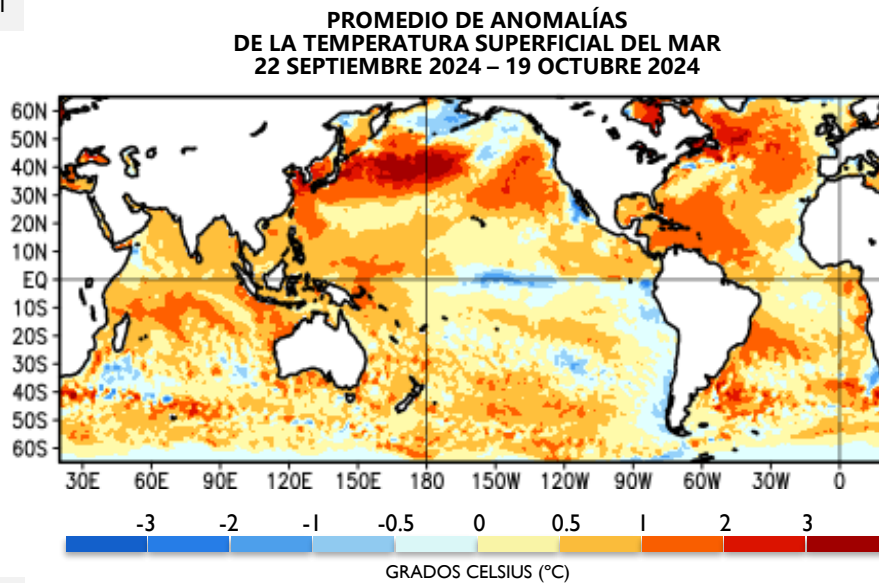 PROMEDIO DE ANOMALÍAS
DE LA TEMPERATURA SUPERFICIAL DEL MAR
22 SEPTIEMBRE 2024 – 19 OCTUBRE 2024
60N
50N
40N
30N
20N
10N
EQ
10S
20S
30S
40S
50S
60S
30E 60E 90E 120E 150E 180 150W 120W 90W 60W 30W 0
-3 -2 -1 -0.5 0 0.5 1 2 3
GRADOS CELSIUS (°C)